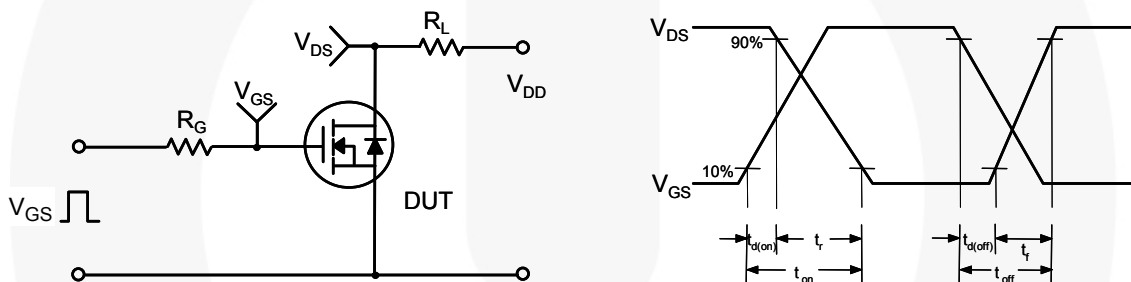 R_L
V_DS
V_DD
V_GS
R_G
V_GS
DUT
V_DS
90%
10%
V_GS
t_d(on)
t_r
t_on
t_d(off)
t_f
t_off